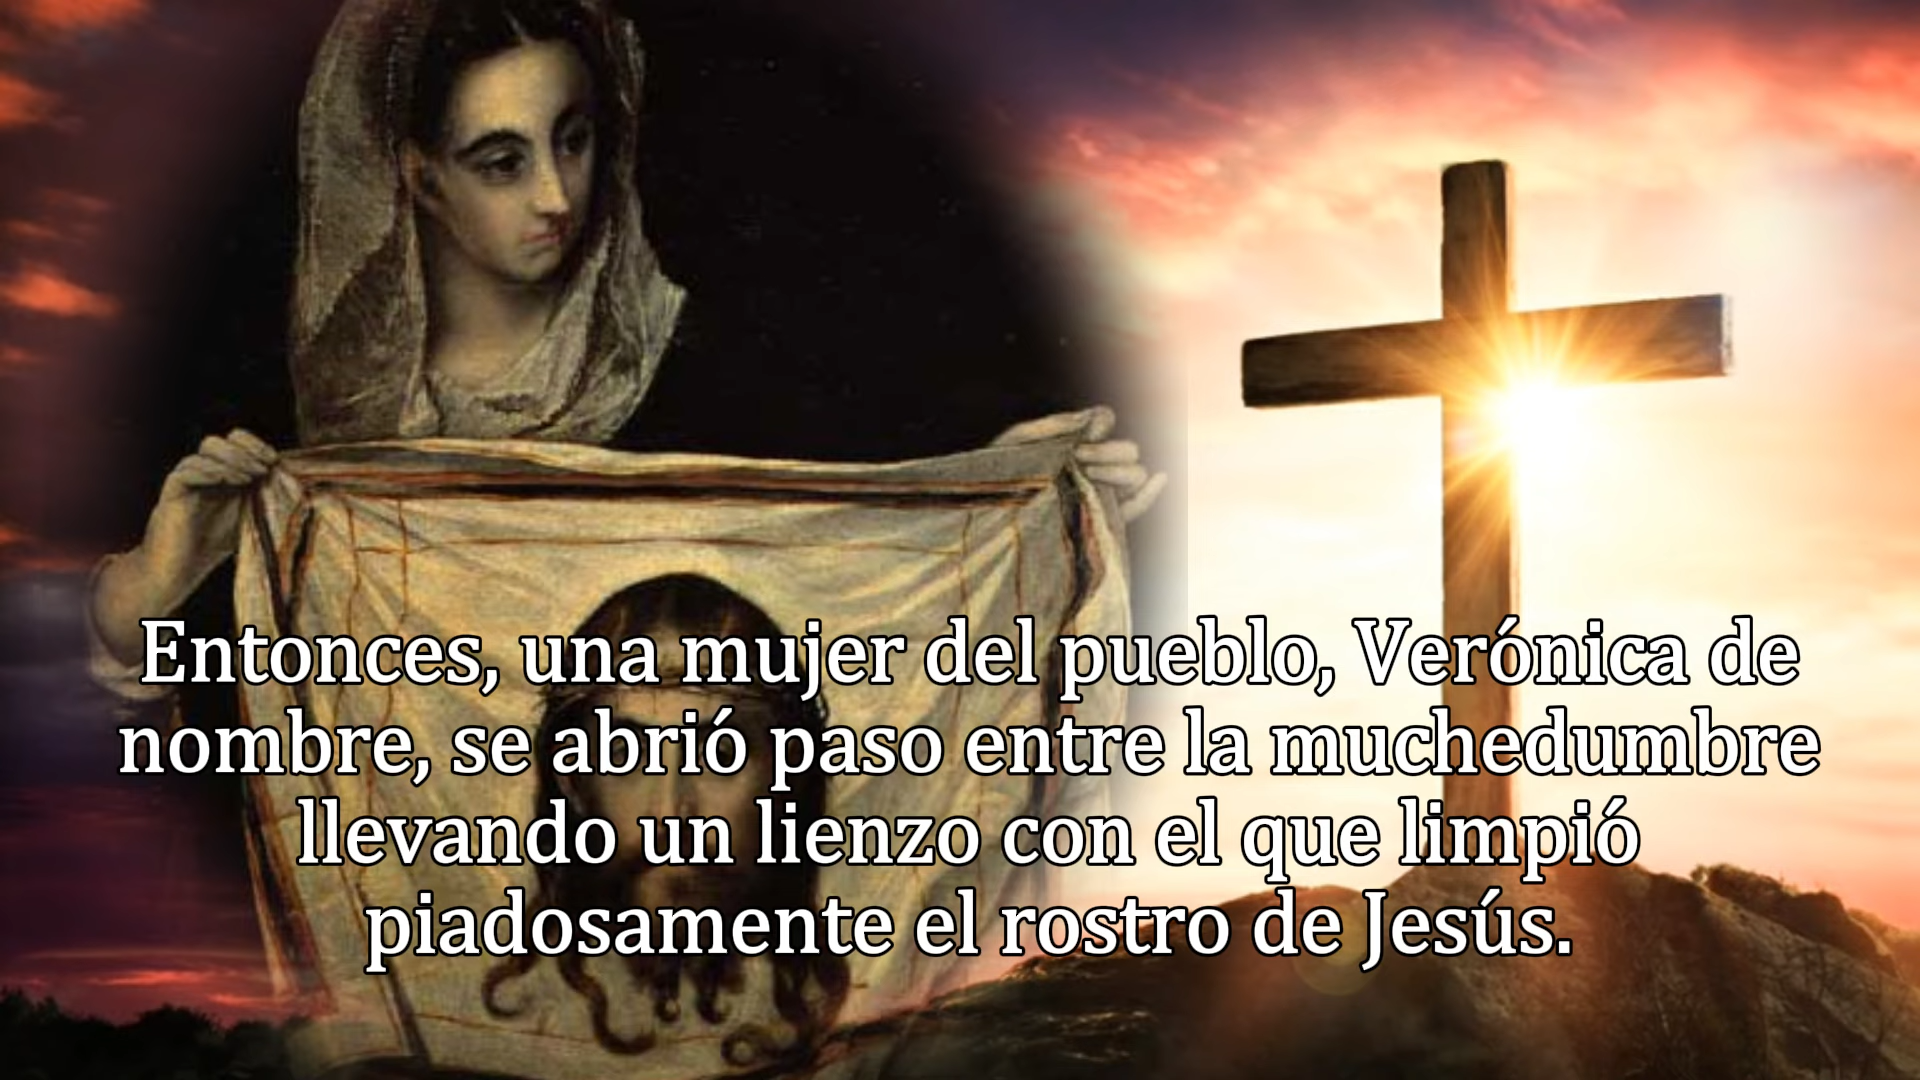 Entonces, una mujer del pueblo, Verónica de
nombre, se abrió paso entre la muchedumbre
llevando un lienzo con el que limpió
piadosamente el rostro de Jesús.